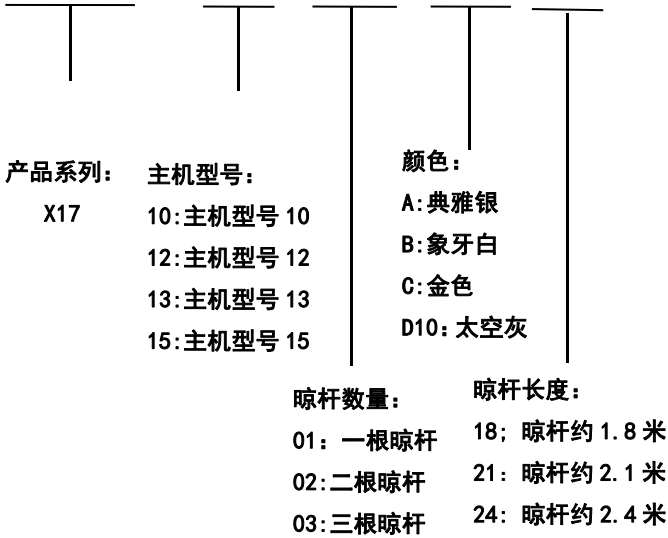 产品系列：
X17
主机型号：
10:主机型号 10
12:主机型号 12
13:主机型号 13
15:主机型号 15
颜色：
A:典雅银
B:象牙白
C:金色
D10：太空灰
晾杆数量：
01：一根晾杆
02:二根晾杆
03:三根晾杆
晾杆长度：
18; 晾杆约 1.8 米
21：晾杆约 2.1 米
24: 晾杆约 2.4 米